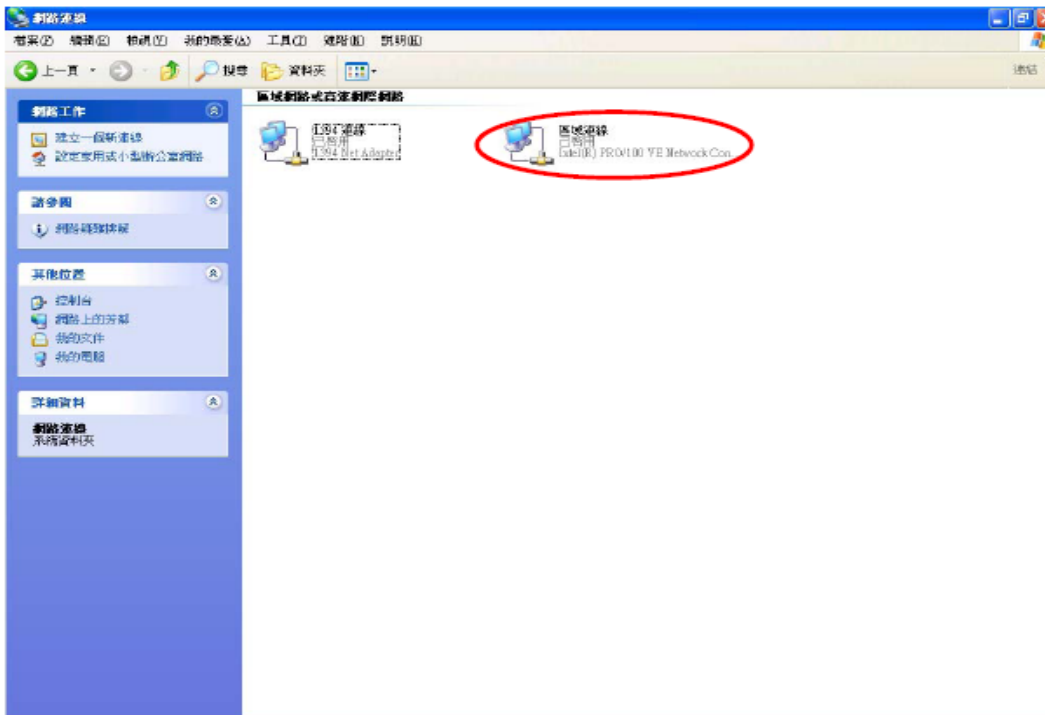 網路連線
檔案(F) 編輯(E) 檢視(V) 我的最愛(A) 工具(T) 進階(N) 說明(H)
上一頁 搜尋 資料夾 連結
網路工作
建立一個新連線
設定家用或小型辦公室網路
請參閱
網路疑難排解
其他位置
控制台
網路上的芳鄰
我的文件
我的電腦
詳細資料
網路連線
系統資料夾
區域網路或高速網際網路
1394 連線
已啟用
1394 Net Adapter
區域連線
已啟用
Intel(R) PRO/100 VE Network Con...